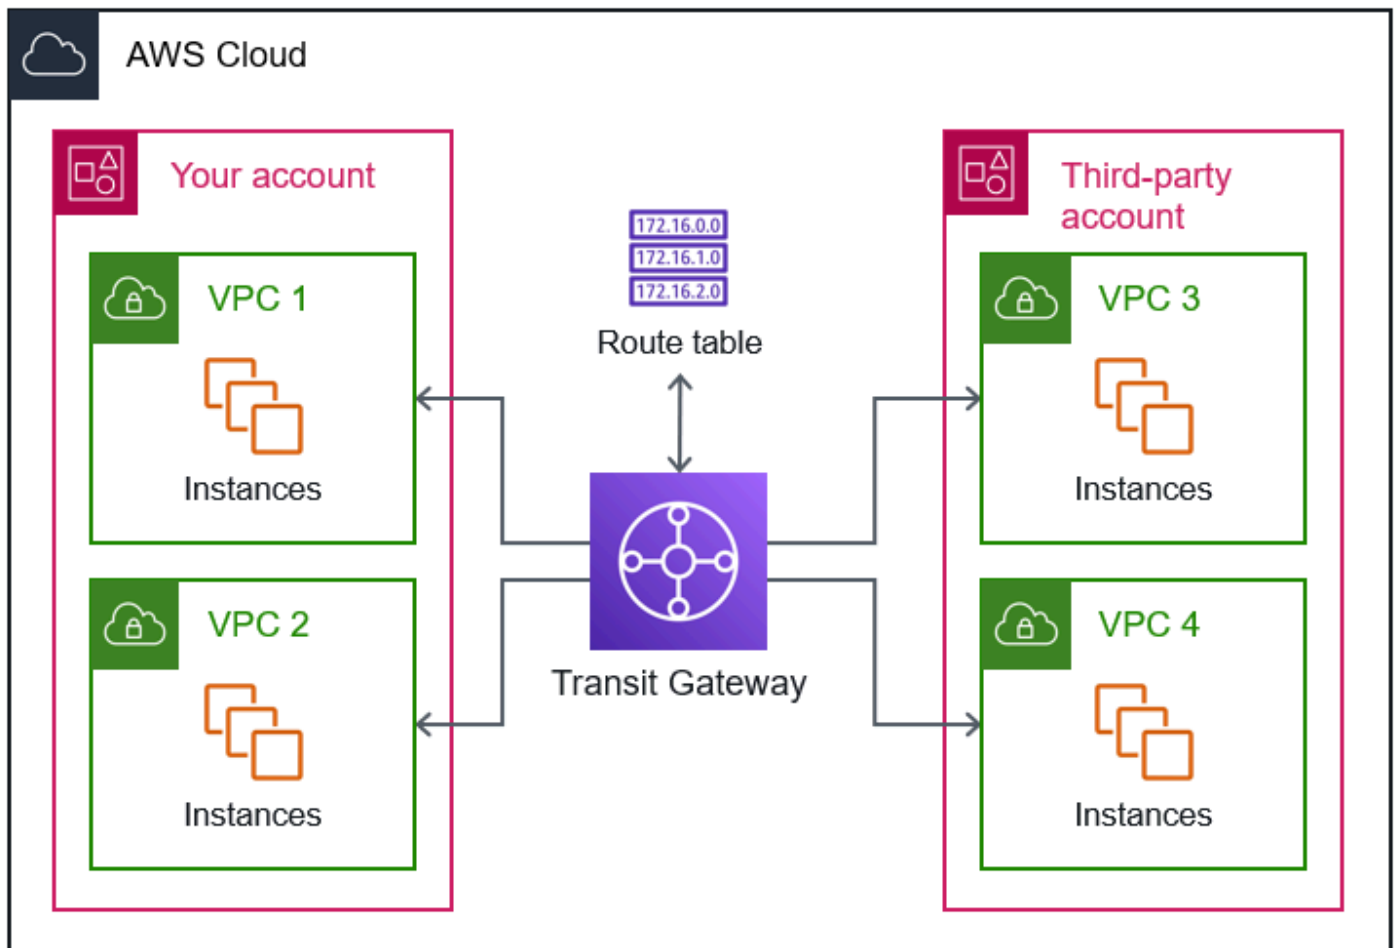 AWS Cloud
Your account
VPC 1
Instances
VPC 2
Instances
172.16.0.0
172.16.1.0
172.16.2.0
Route table
Transit Gateway
Third-party
account
VPC 3
Instances
VPC 4
Instances